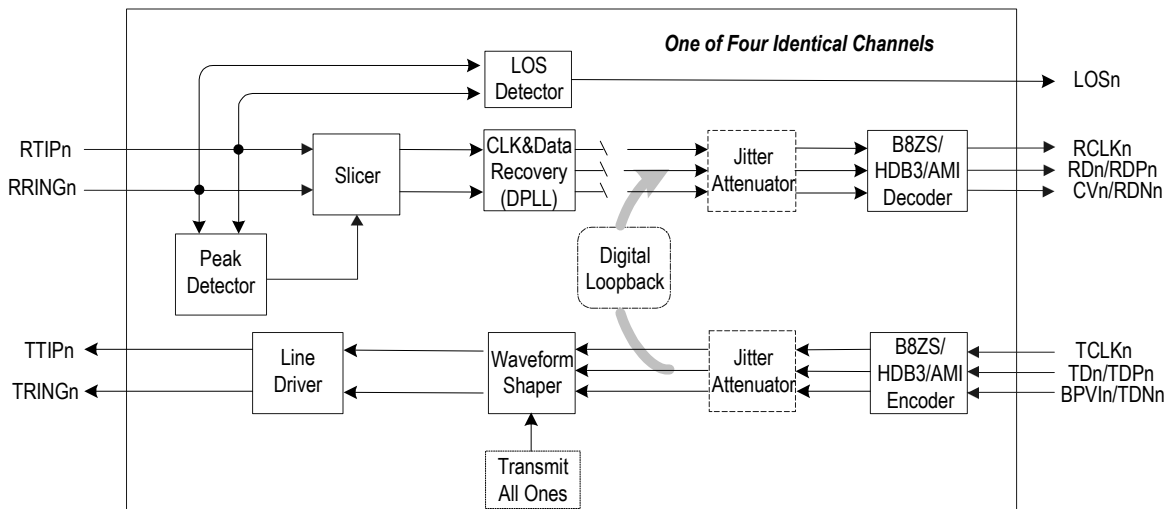 One of Four Identical Channels
LOS
Detector
LOSn
RTIPn
RRINGn
Slicer
CLK&Data
Recovery
(DPLL)
Jitter
Attenuator
B8ZS/
HDB3/AMI
Decoder
RCLKn
RDn/RDPn
CVn/RDNn
Peak
Detector
Digital
Loopback
TTIPn
TRINGn
Line
Driver
Waveform
Shaper
Jitter
Attenuator
B8ZS/
HDB3/AMI
Encoder
TCLKn
TDn/TDPn
BPVIn/TDNn
Transmit
All Ones